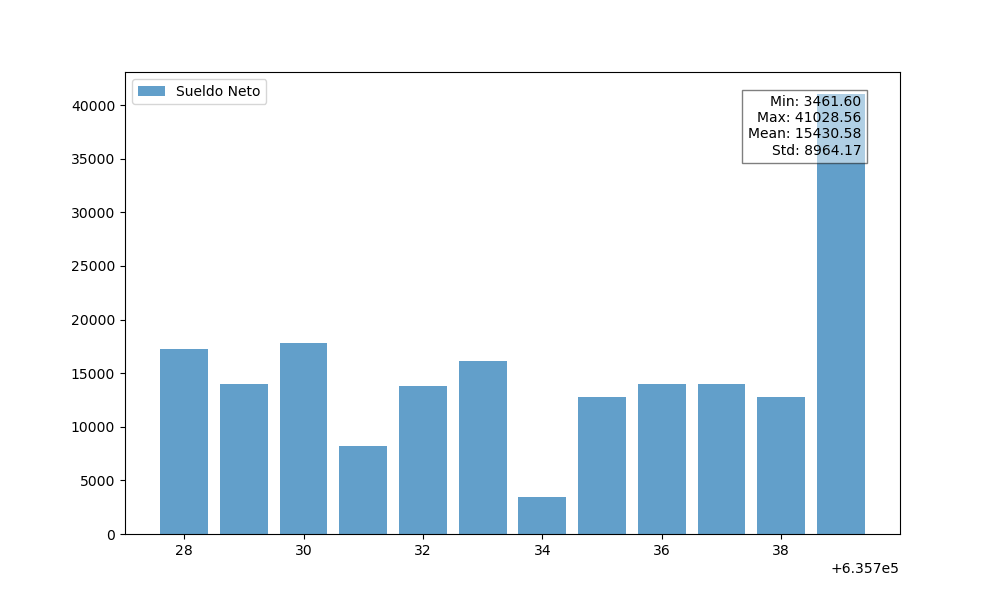 Sueldo Neto
Min: 3461.60
Max: 41028.56
Mean: 15430.58
Std: 8964.17
40000
35000
30000
25000
20000
15000
10000
5000
0
28 30 32 34 36 38
+6.357e5